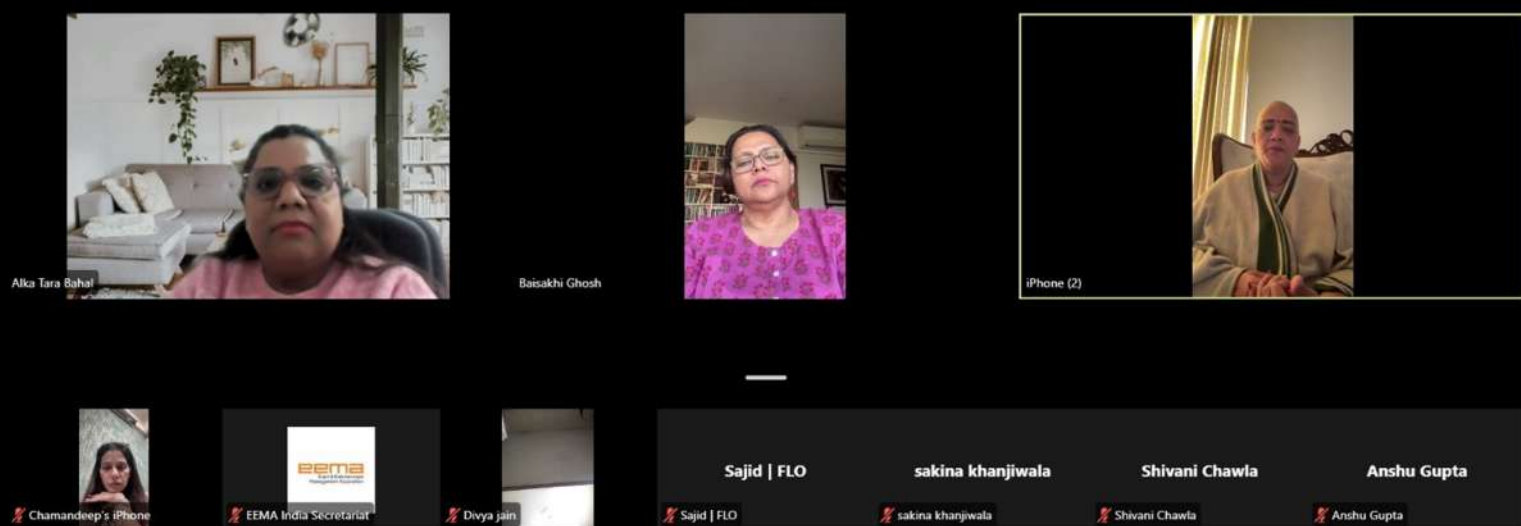 Alka Tara Bahal
Baisakhi Ghosh
iPhone (2)
eema
Sajid | FLO
sakina khanjiwala
Shivani Chawla
Anshu Gupta
Chamandeep's iPhone
EEMA India Secretariat
Divya jain
Sajid | FLO
sakina khanjiwala
Shivani Chawla
Anshu Gupta